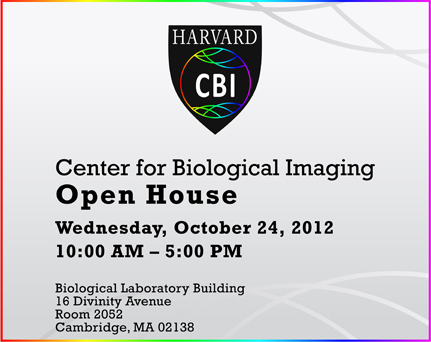 HARVARD
CBI
Center for Biological Imaging
Open House
Wednesday, October 24, 2012
10:00 AM – 5:00 PM
Biological Laboratory Building
16 Divinity Avenue
Room 2052
Cambridge, MA 02138